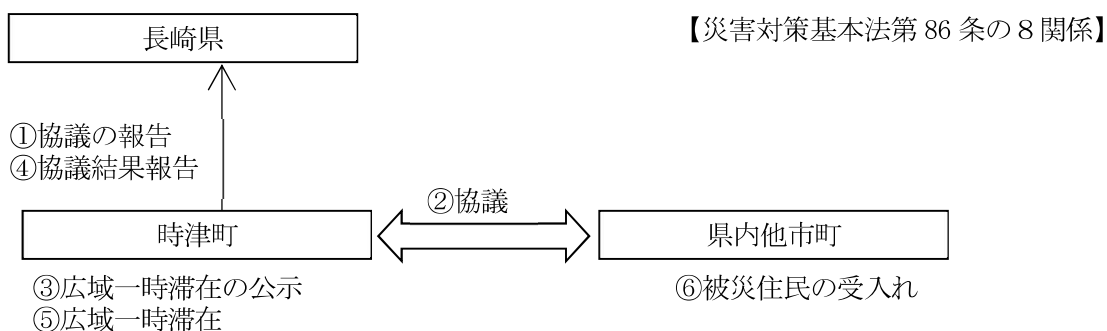 長崎県
【災害対策基本法第 86 条の８関係】
①協議の報告
④協議結果報告
②協議
時津町
県内他市町
③広域一時滞在の公示
⑤広域一時滞在
⑥被災住民の受入れ